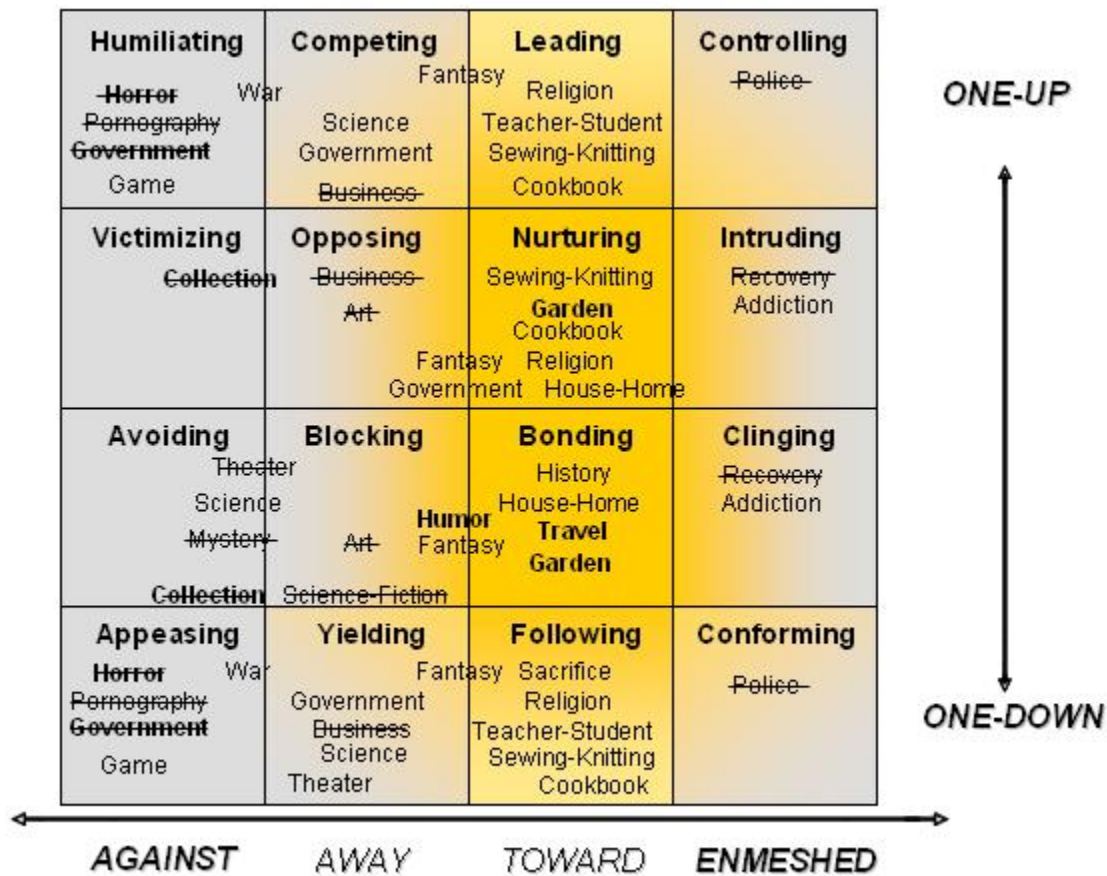 Humiliating
Horror
War
Pornography
Government
Game
Competing
Fantasy
Science
Government
Business
Leading
Religion
Teacher-Student
Sewing-Knitting
Cookbook
Controlling
Police
ONE-UP
Victimizing
Collection
Opposing
Business
Art
Fantasy
Government
Nurturing
Sewing-Knitting
Garden
Cookbook
Religion
House-Home
Intruding
Recovery
Addiction
Avoiding
Theater
Science
Mystery
Collection
Blocking
Humor
Art
Fantasy
Science-Fiction
Bonding
History
House-Home
Travel
Garden
Clinging
Recovery
Addiction
Appeasing
Horror
War
Pornography
Government
Game
Yielding
Fantasy
Government
Business
Science
Theater
Following
Sacrifice
Religion
Teacher-Student
Sewing-Knitting
Cookbook
Conforming
Police
ONE-DOWN
AGAINST
AWAY
TOWARD
ENMESHED